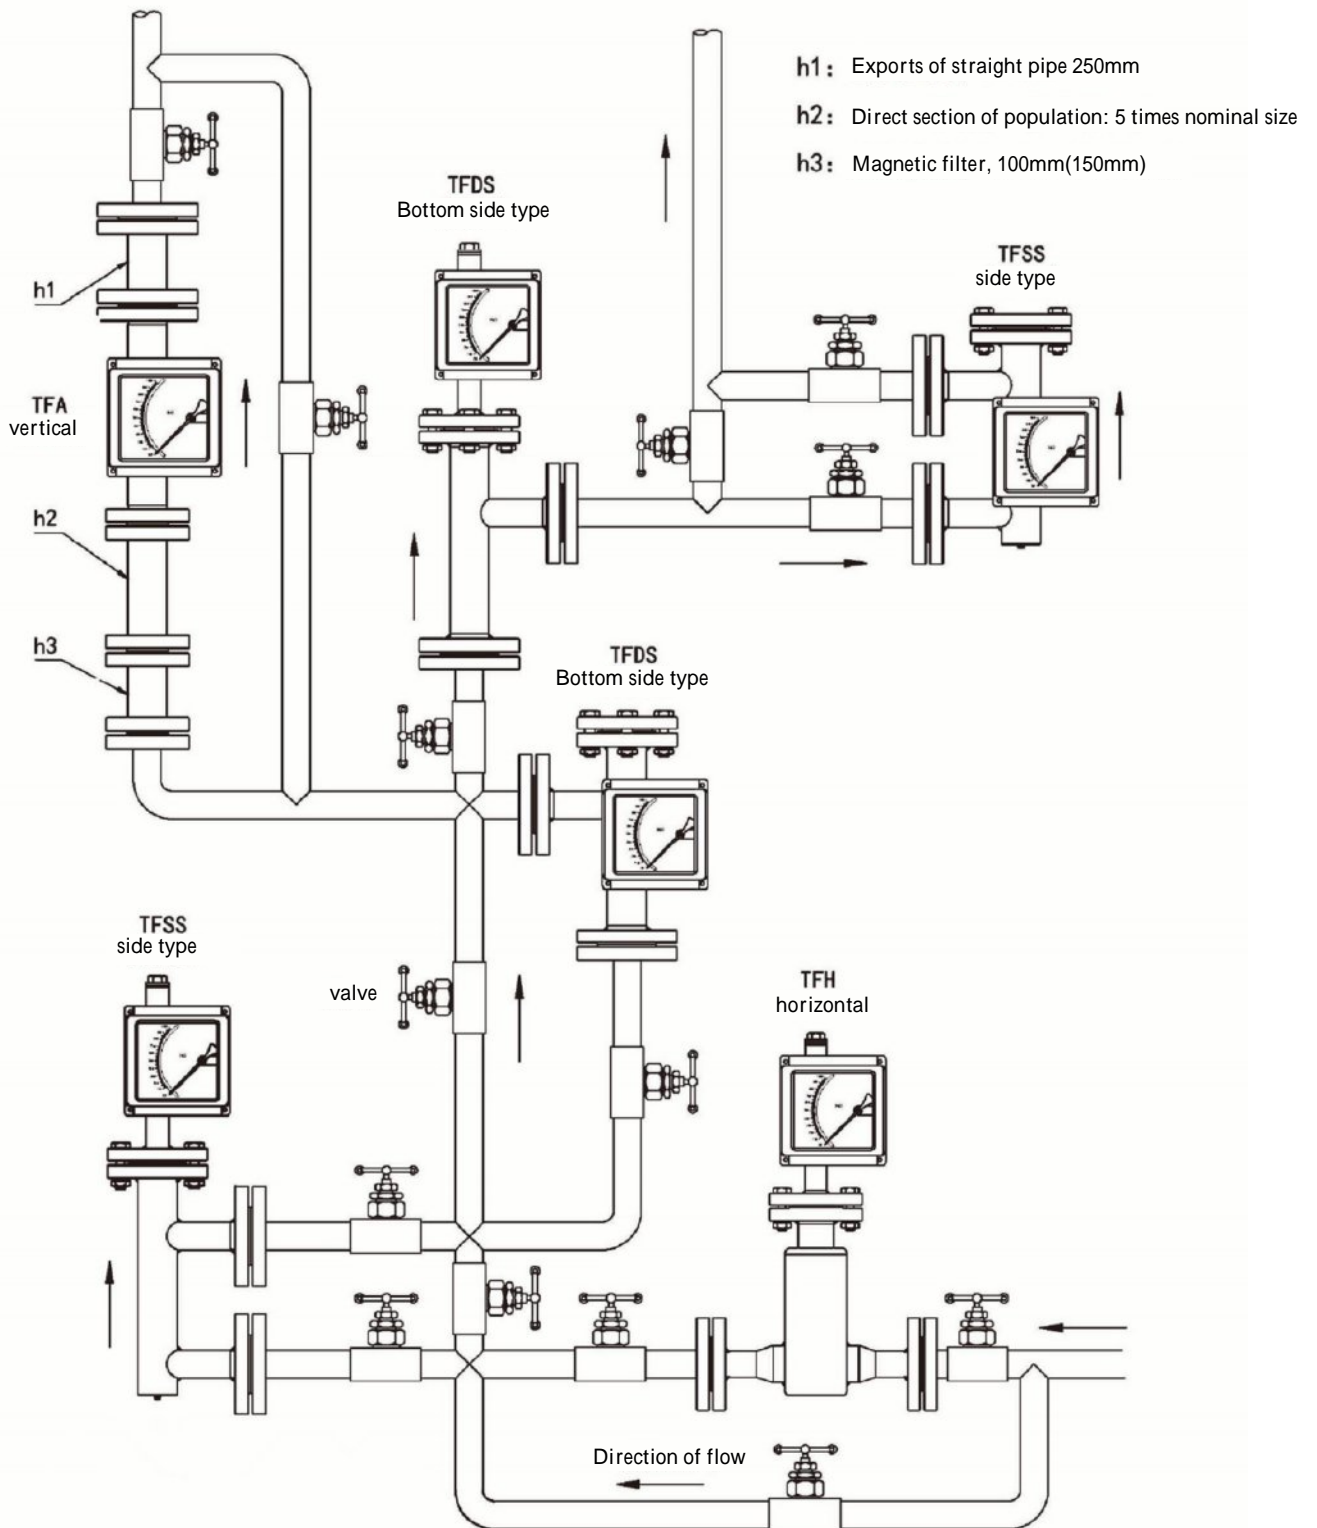 h1: Exports of straight pipe 250mm
h2: Direct section of population: 5 times nominal size
h3: Magnetic filter, 100mm(150mm)
TFDS
Bottom side type
TFSS
side type
h1
TFA
vertical
h2
h3
TFDS
Bottom side type
TFSS
side type
valve
TFH
horizontal
Direction of flow